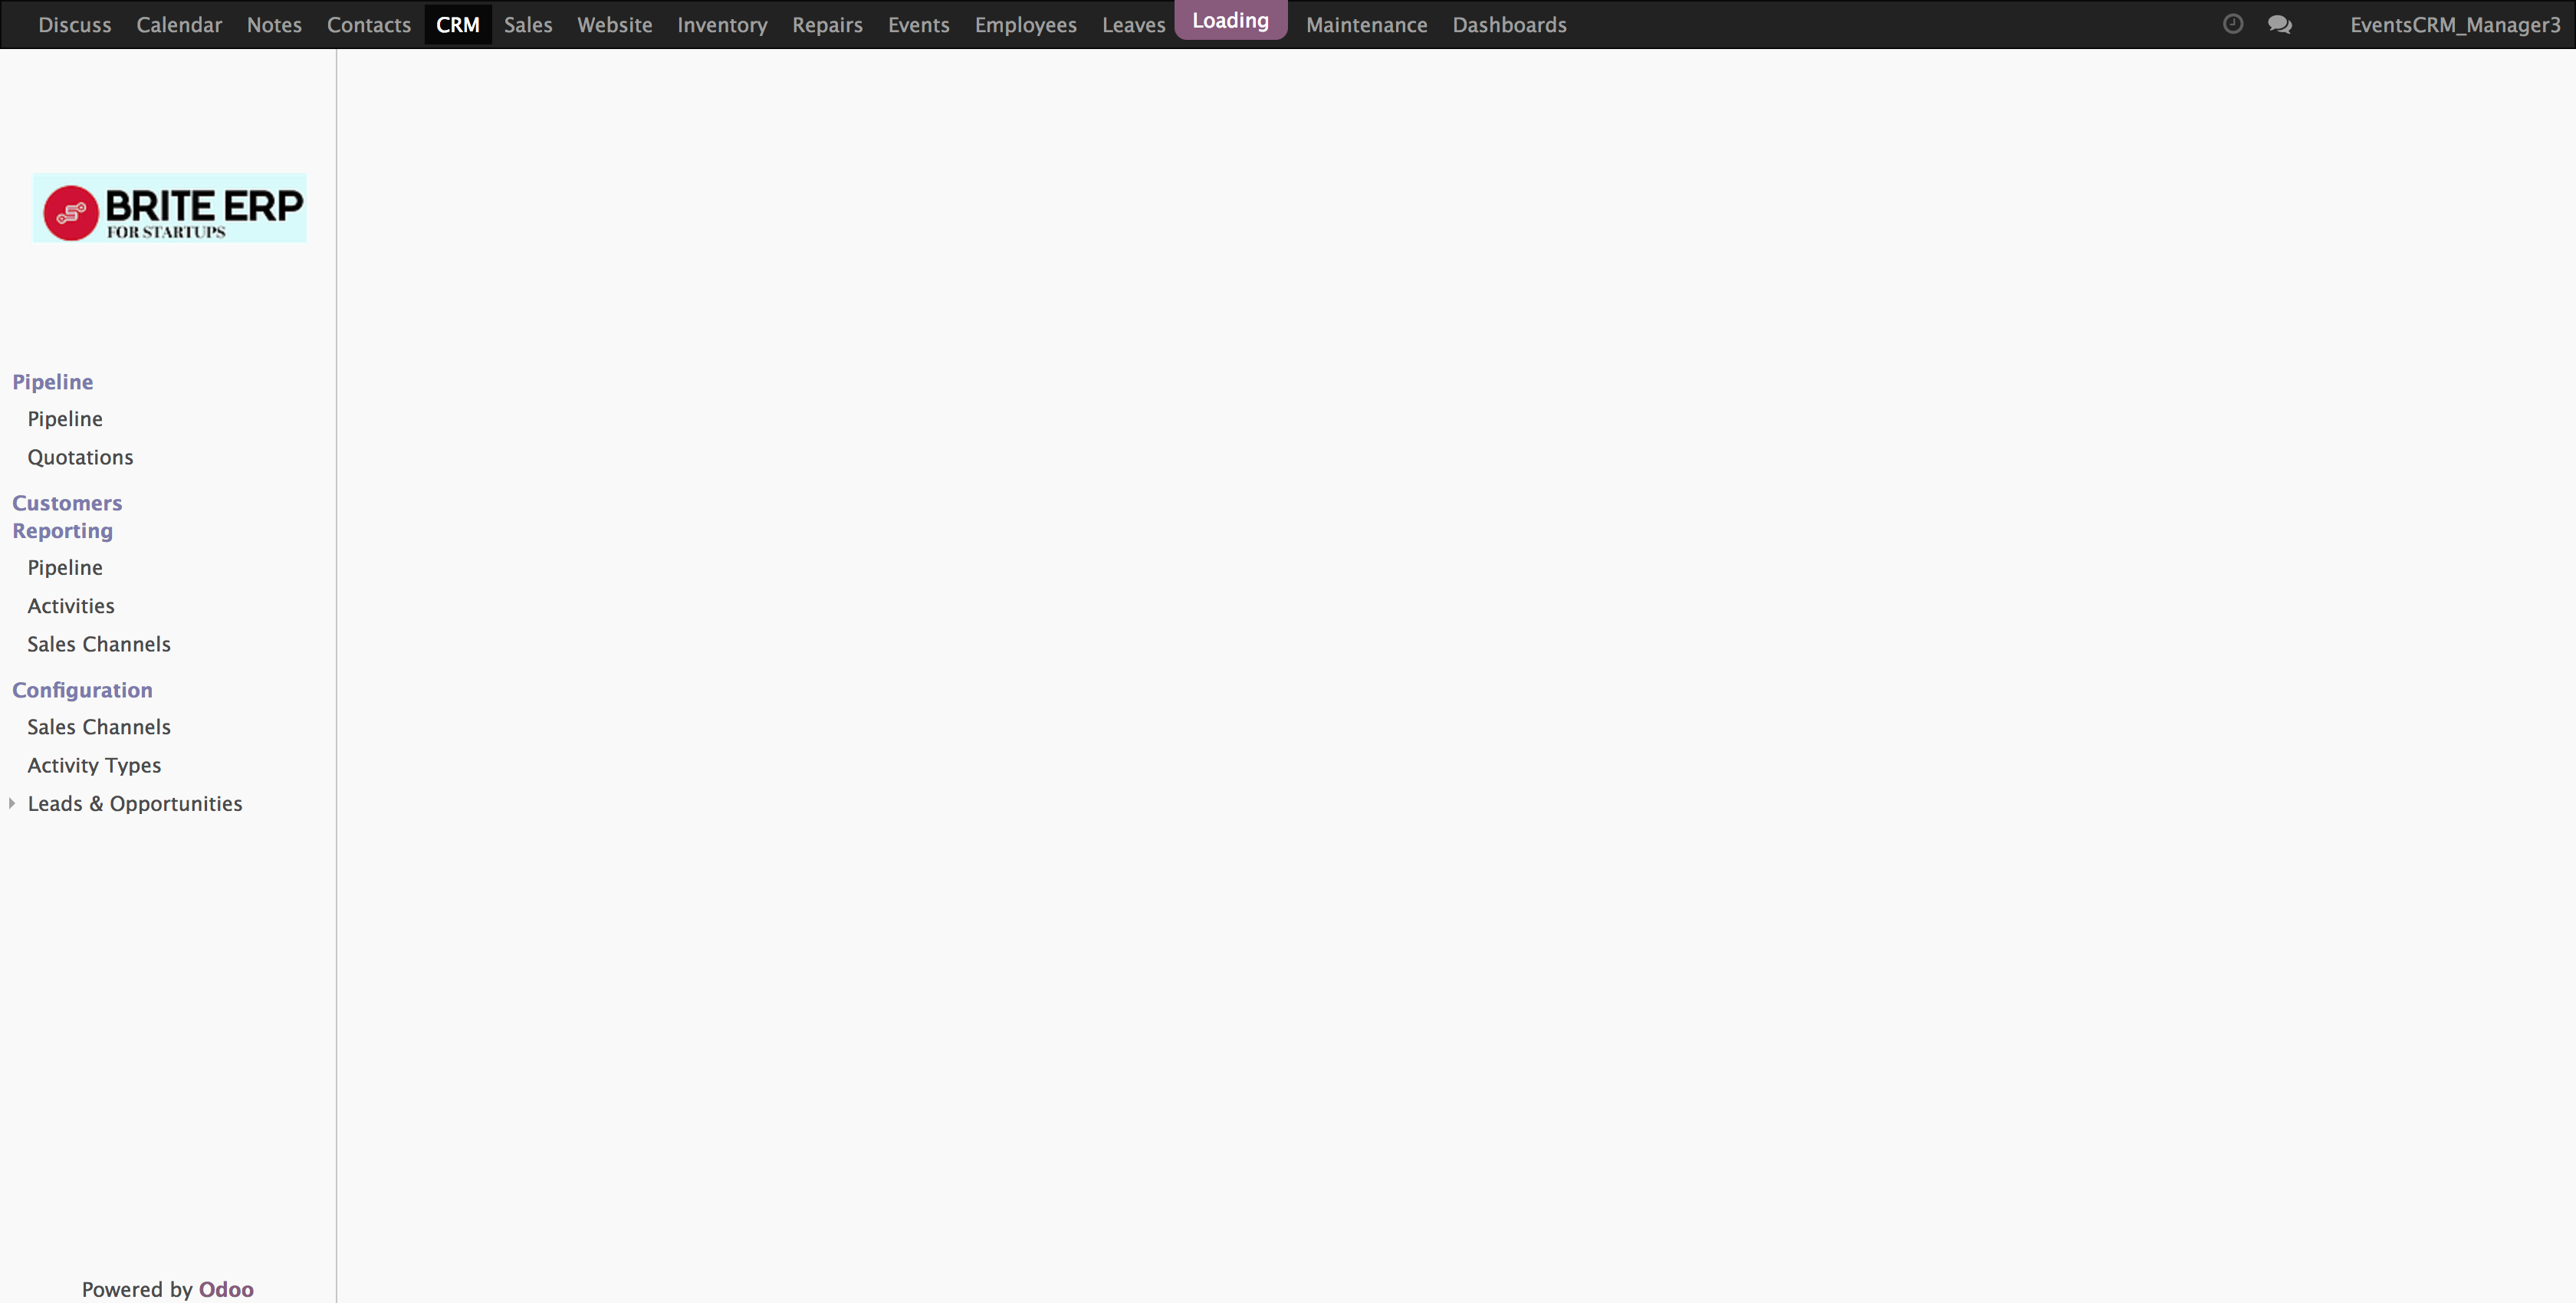 Discuss Calendar Notes Contacts CRM Sales Website Inventory Repairs Events Employees Leaves Loading Maintenance Dashboards EventsCRM_Manager3
BRITE ERP
FOR STARTUPS
Pipeline
Pipeline
Quotations
Customers
Reporting
Pipeline
Activities
Sales Channels
Configuration
Sales Channels
Activity Types
Leads & Opportunities
Powered by Odoo